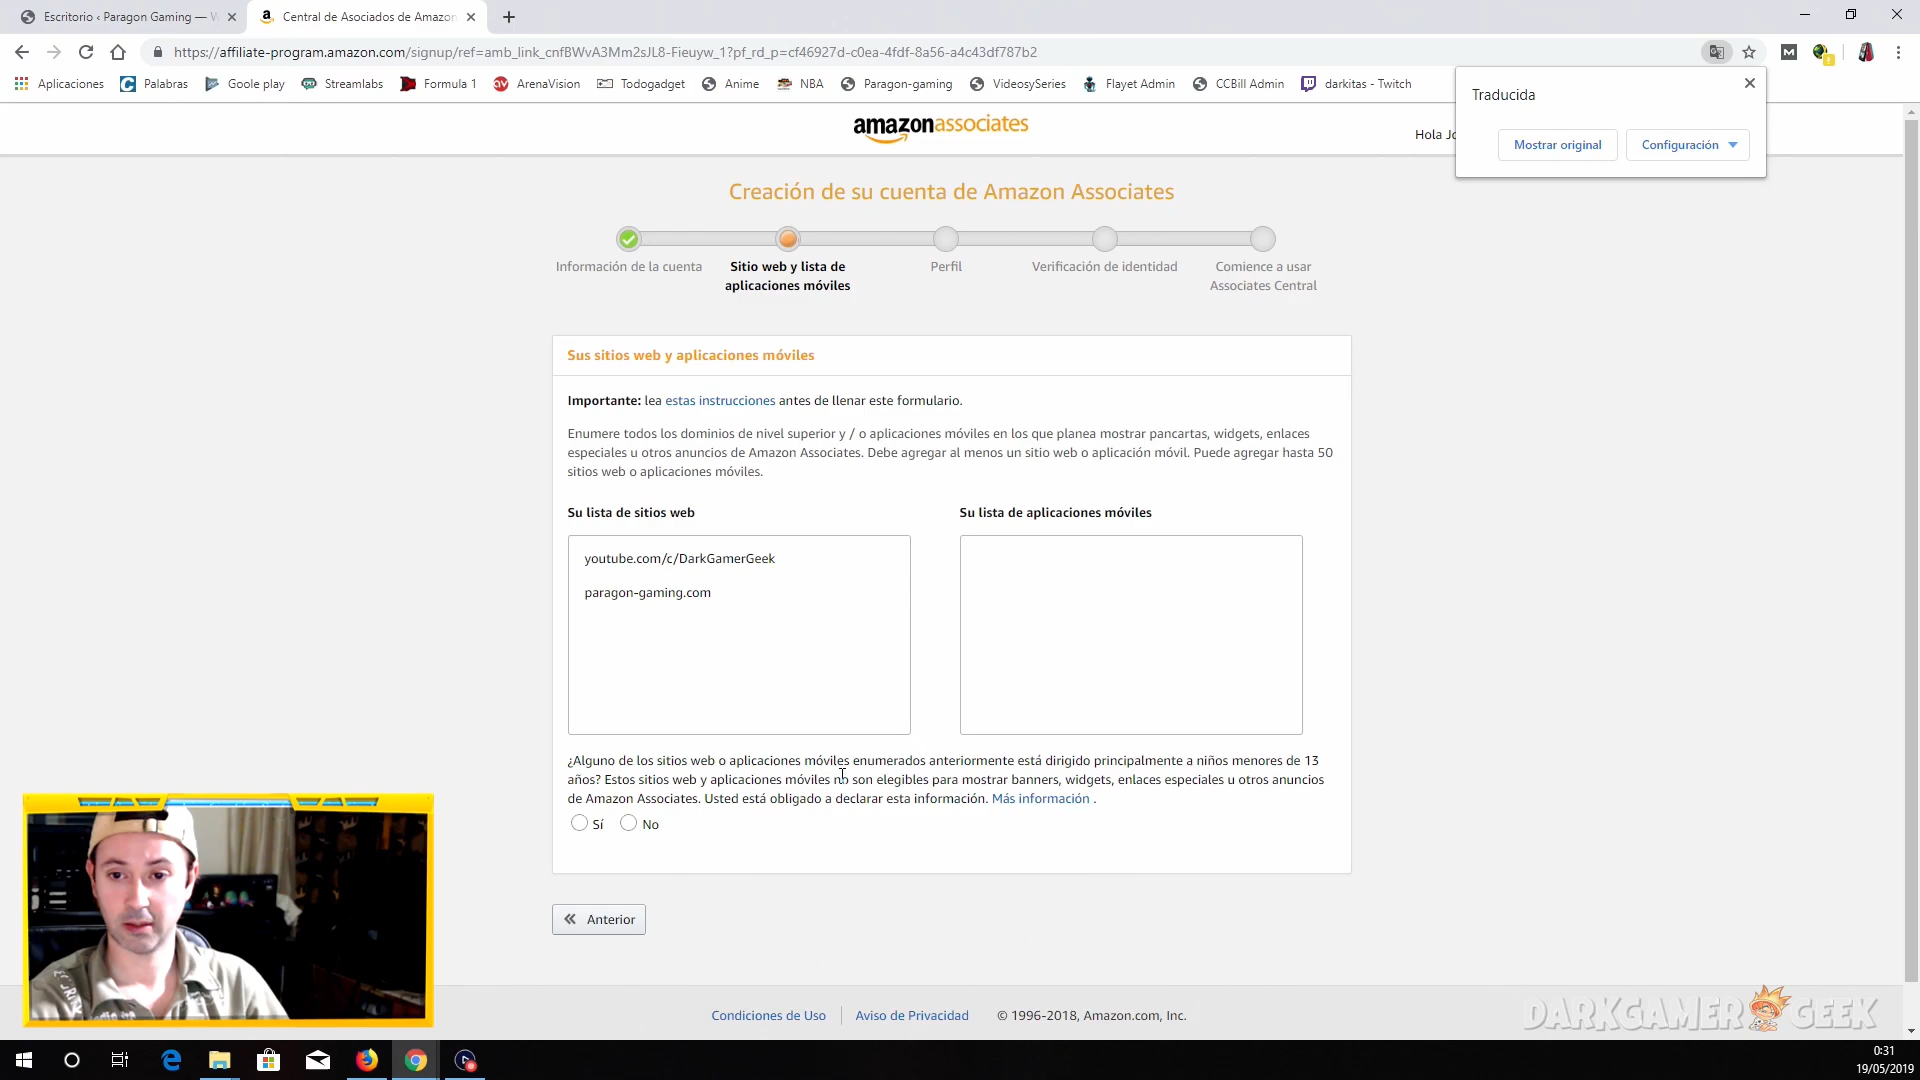 Escritorio ‹ Paragon Gaming —
Central de Asociados de Amazon
https://affiliate-program.amazon.com/signup/ref=amb_link_cnfBWvA3Mm2sJL8-Fieuyw_1?pf_rd_p=cf46927d-c0ea-4fdf-8a56-a4c43df787b2
Aplicaciones
Palabras
Goole play
Streamlabs
Formula 1
ArenaVision
Todogadget
Anime
NBA
Paragon-gaming
VideosySeries
Flayet Admin
CCBill Admin
darkitas - Twitch
Traducida
Mostrar original
Configuración
amazonassociates
Hola
Creación de su cuenta de Amazon Associates
Información de la cuenta
Sitio web y lista de
aplicaciones móviles
Perfil
Verificación de identidad
Comience a usar
Associates Central
Sus sitios web y aplicaciones móviles
Importante: lea estas instrucciones antes de llenar este formulario.
Enumere todos los dominios de nivel superior y / o aplicaciones móviles en los que planea mostrar pancartas, widgets, enlaces
especiales u otros anuncios de Amazon Associates. Debe agregar al menos un sitio web o aplicación móvil. Puede agregar hasta 50
sitios web o aplicaciones móviles.
Su lista de sitios web
Su lista de aplicaciones móviles
youtube.com/c/DarkGamerGeek
paragon-gaming.com
¿Alguno de los sitios web o aplicaciones móviles enumerados anteriormente está dirigido principalmente a niños menores de 13
años? Estos sitios web y aplicaciones móviles no son elegibles para mostrar banners, widgets, enlaces especiales u otros anuncios
de Amazon Associates. Usted está obligado a declarar esta información. Más información .
Sí
No
« Anterior
Condiciones de Uso
Aviso de Privacidad
© 1996-2018, Amazon.com, Inc.
DARKGAMER GEEK
0:31
19/05/2019